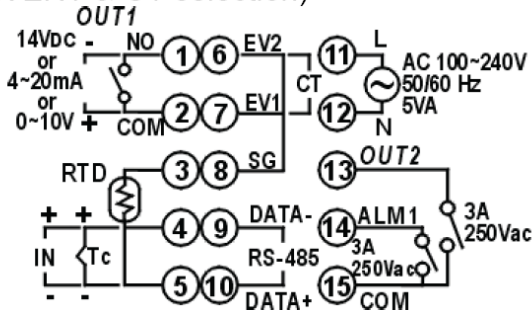 OUT1
14VDC - NO 1 6 EV2 11 L
or
4~20mA
or
0~10V + COM 2 7 EV1 CT 12 N
AC 100~240V
50/60 Hz
5VA
RTD 3 8 SG 13 OUT2
+ + 4 9 DATA- 14 ALM1
IN Tc RS-485
3A
250Vac
3A
250Vac
- - 5 10 DATA+ 15 COM